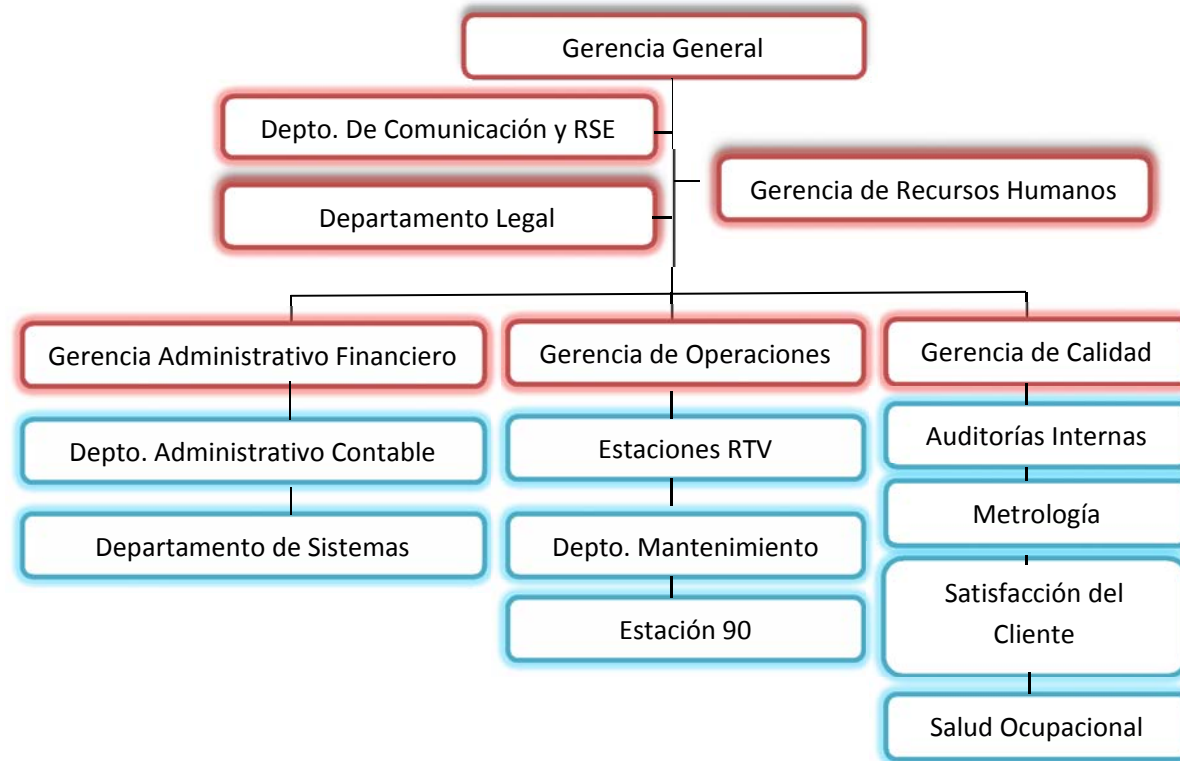 Gerencia General
Depto. De Comunicación y RSE
Gerencia de Recursos Humanos
Departamento Legal
Gerencia Administrativo Financiero
Gerencia de Operaciones
Gerencia de Calidad
Depto. Administrativo Contable
Estaciones RTV
Auditorías Internas
Departamento de Sistemas
Depto. Mantenimiento
Metrología
Estación 90
Satisfacción del
Cliente
Salud Ocupacional